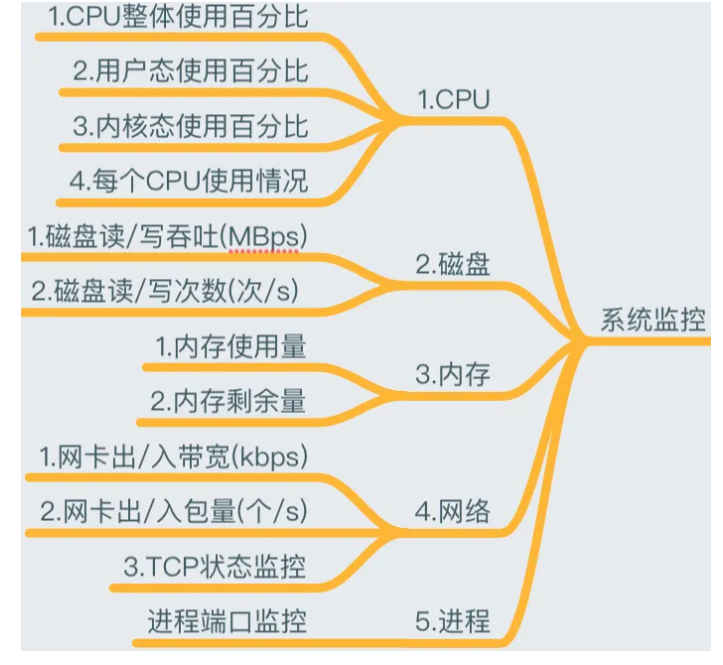 1.CPU整体使用百分比
2.用户态使用百分比
1.CPU
3.内核态使用百分比
4.每个CPU使用情况
1.磁盘读/写吞吐(MBps)
2.磁盘
2.磁盘读/写次数(次/s)
系统监控
1.内存使用量
3.内存
2.内存剩余量
1.网卡出/入带宽(kbps)
2.网卡出/入包量(个/s)
4.网络
3.TCP状态监控
进程端口监控
5.进程